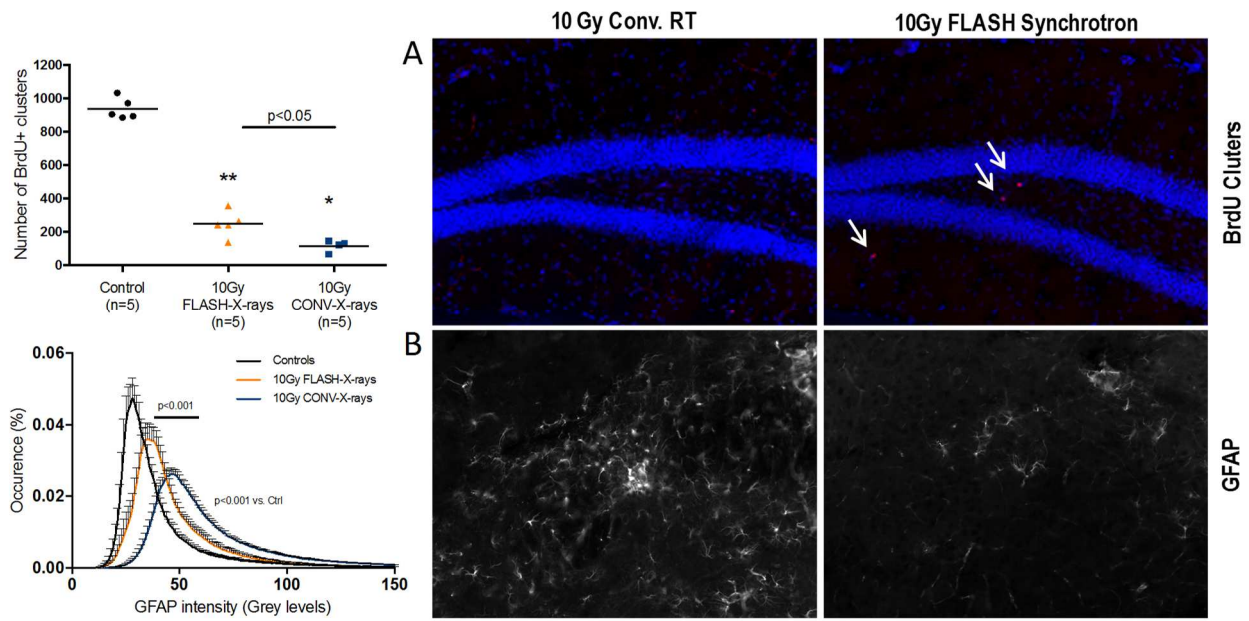 10 Gy Conv. RT
10Gy FLASH Synchrotron
A
1200
1000
800
600
400
200
0
Number of BrdU+ clusters
p<0.05
**
*
Control
(n=5)
10Gy
FLASH-X-rays
(n=5)
10Gy
CONV-X-rays
(n=5)
BrdU Cluters
B
0.06
0.04
0.02
0.00
Occurence (%)
Controls
10Gy FLASH-X-rays
10Gy CONV-X-rays
p<0.001
p<0.001 vs. Ctrl
0
50
100
150
GFAP intensity (Grey levels)
GFAP